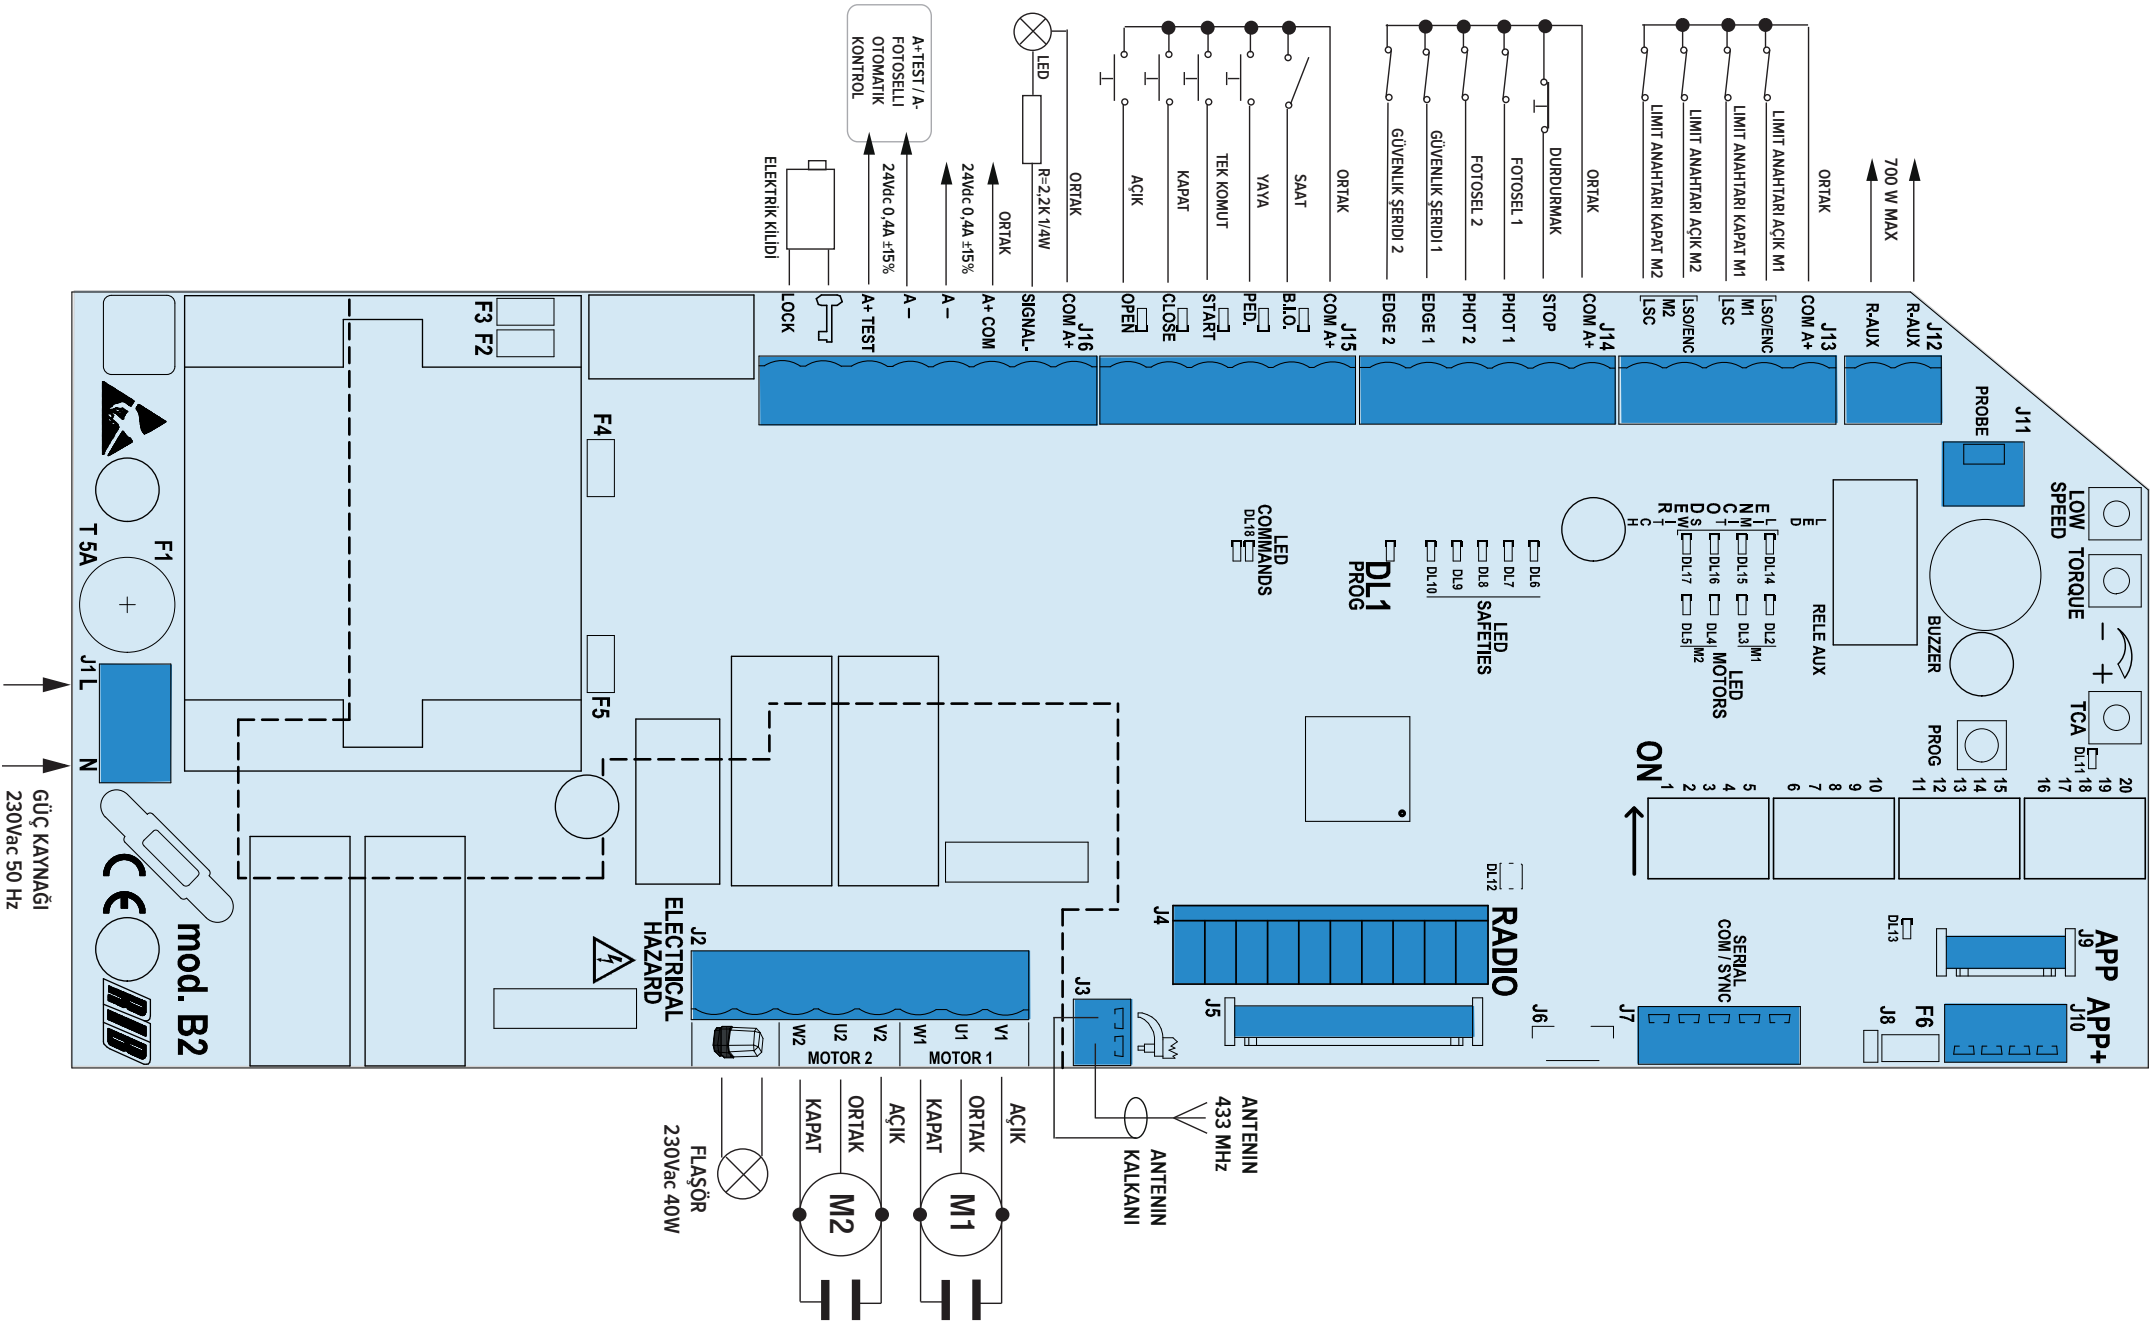 A+TEST / A-
FOTOSELLI
OTOMATIK
KONTROL
LED
R=2,2K 1/4W
ORTAK
24Vdc 0,4A ±15%
24Vdc 0,4A ±15%
ORTAK
ELEKTRİK KİLİDİ
AÇIK
KAPAT
TEK KOMUT
YAYA
SAAT
ORTAK
GÜVENLIK ŞERIDI 2
GÜVENLIK ŞERIDI 1
FOTOSEL 2
FOTOSEL 1
DURDURMAK
ORTAK
LIMIT ANAHTARI KAPAT M2
LIMIT ANAHTARI AÇIK M2
LIMIT ANAHTARI KAPAT M1
LIMIT ANAHTARI AÇIK M1
ORTAK
700 W MAX
F3
F2
LOCK
A+ TEST
A –
A –
A+ COM
SIGNAL-
COM A+
J16
OPEN
CLOSE
START
PED.
B.I.O.
COM A+
J15
EDGE 2
EDGE 1
PHOT 2
PHOT 1
STOP
COM A+
J14
LSC
M2
LSO/ENC
LSC
M1
LSO/ENC
COM A+
J13
R-AUX
R-AUX
J12
PROBE
J11
LOW
SPEED
TORQUE
– +
TCA
DL11
F4
F5
T 5A
F1
J1 L
N
GÜÇ KAYNAĞI
230Vac 50 Hz
LED
COMMANDS
DL18
DL1
PROG
DL10
DL9
DL8
DL7
DL6
LED
SAFETIES
LED
LIMIT SWITCH
ENCODER
DL17
DL16
DL15
DL14
DL5
DL4
DL3
DL2
M2
M1
LED
MOTORS
RELE AUX
BUZZER
PROG
ON
1
2
3
4
5
6
7
8
9
10
11
12
13
14
15
16
17
18
19
20
DL12
RADIO
J4
J5
J6
J7
SERIAL
COM / SYNC
DL13
J9
APP
J8
F6
J10
APP+
CE
mod. B2
RIB
ELECTRICAL
HAZARD
J2
W2
U2
V2
W1
U1
V1
MOTOR 2
MOTOR 1
J3
FLAŞÖR
230Vac 40W
KAPAT
ORTAK
AÇIK
KAPAT
ORTAK
AÇIK
M2
M1
ANTENIN
433 MHz
ANTENIN
KALKANI